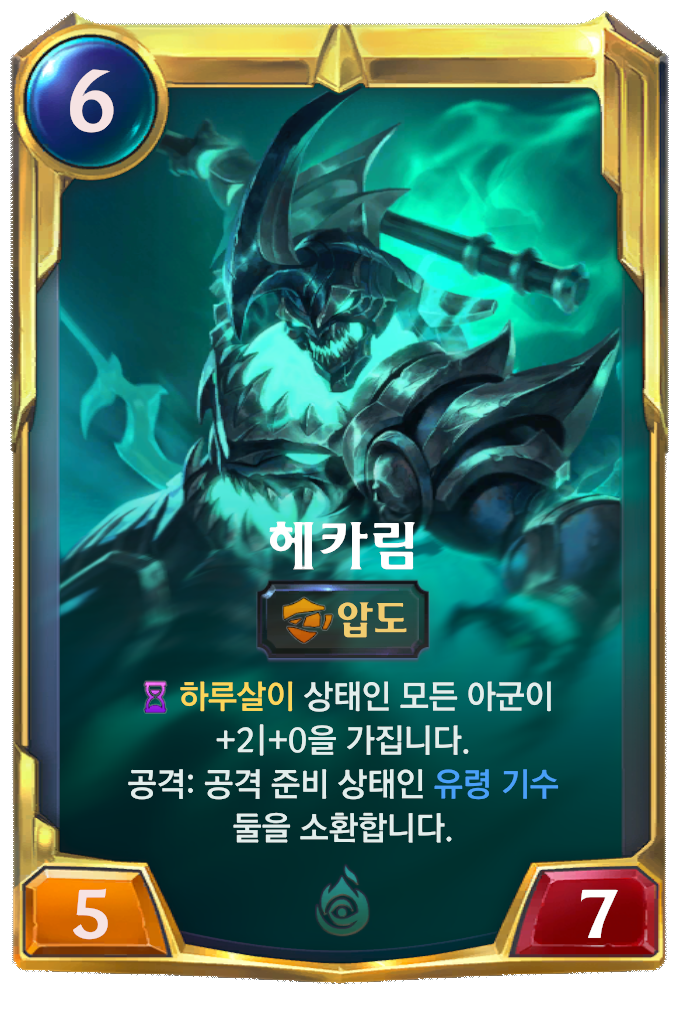 6
헤카림
압도
하루살이 상태인 모든 아군이
+2|+0을 가집니다.
공격: 공격 준비 상태인 유령 기수
둘을 소환합니다.
5
7